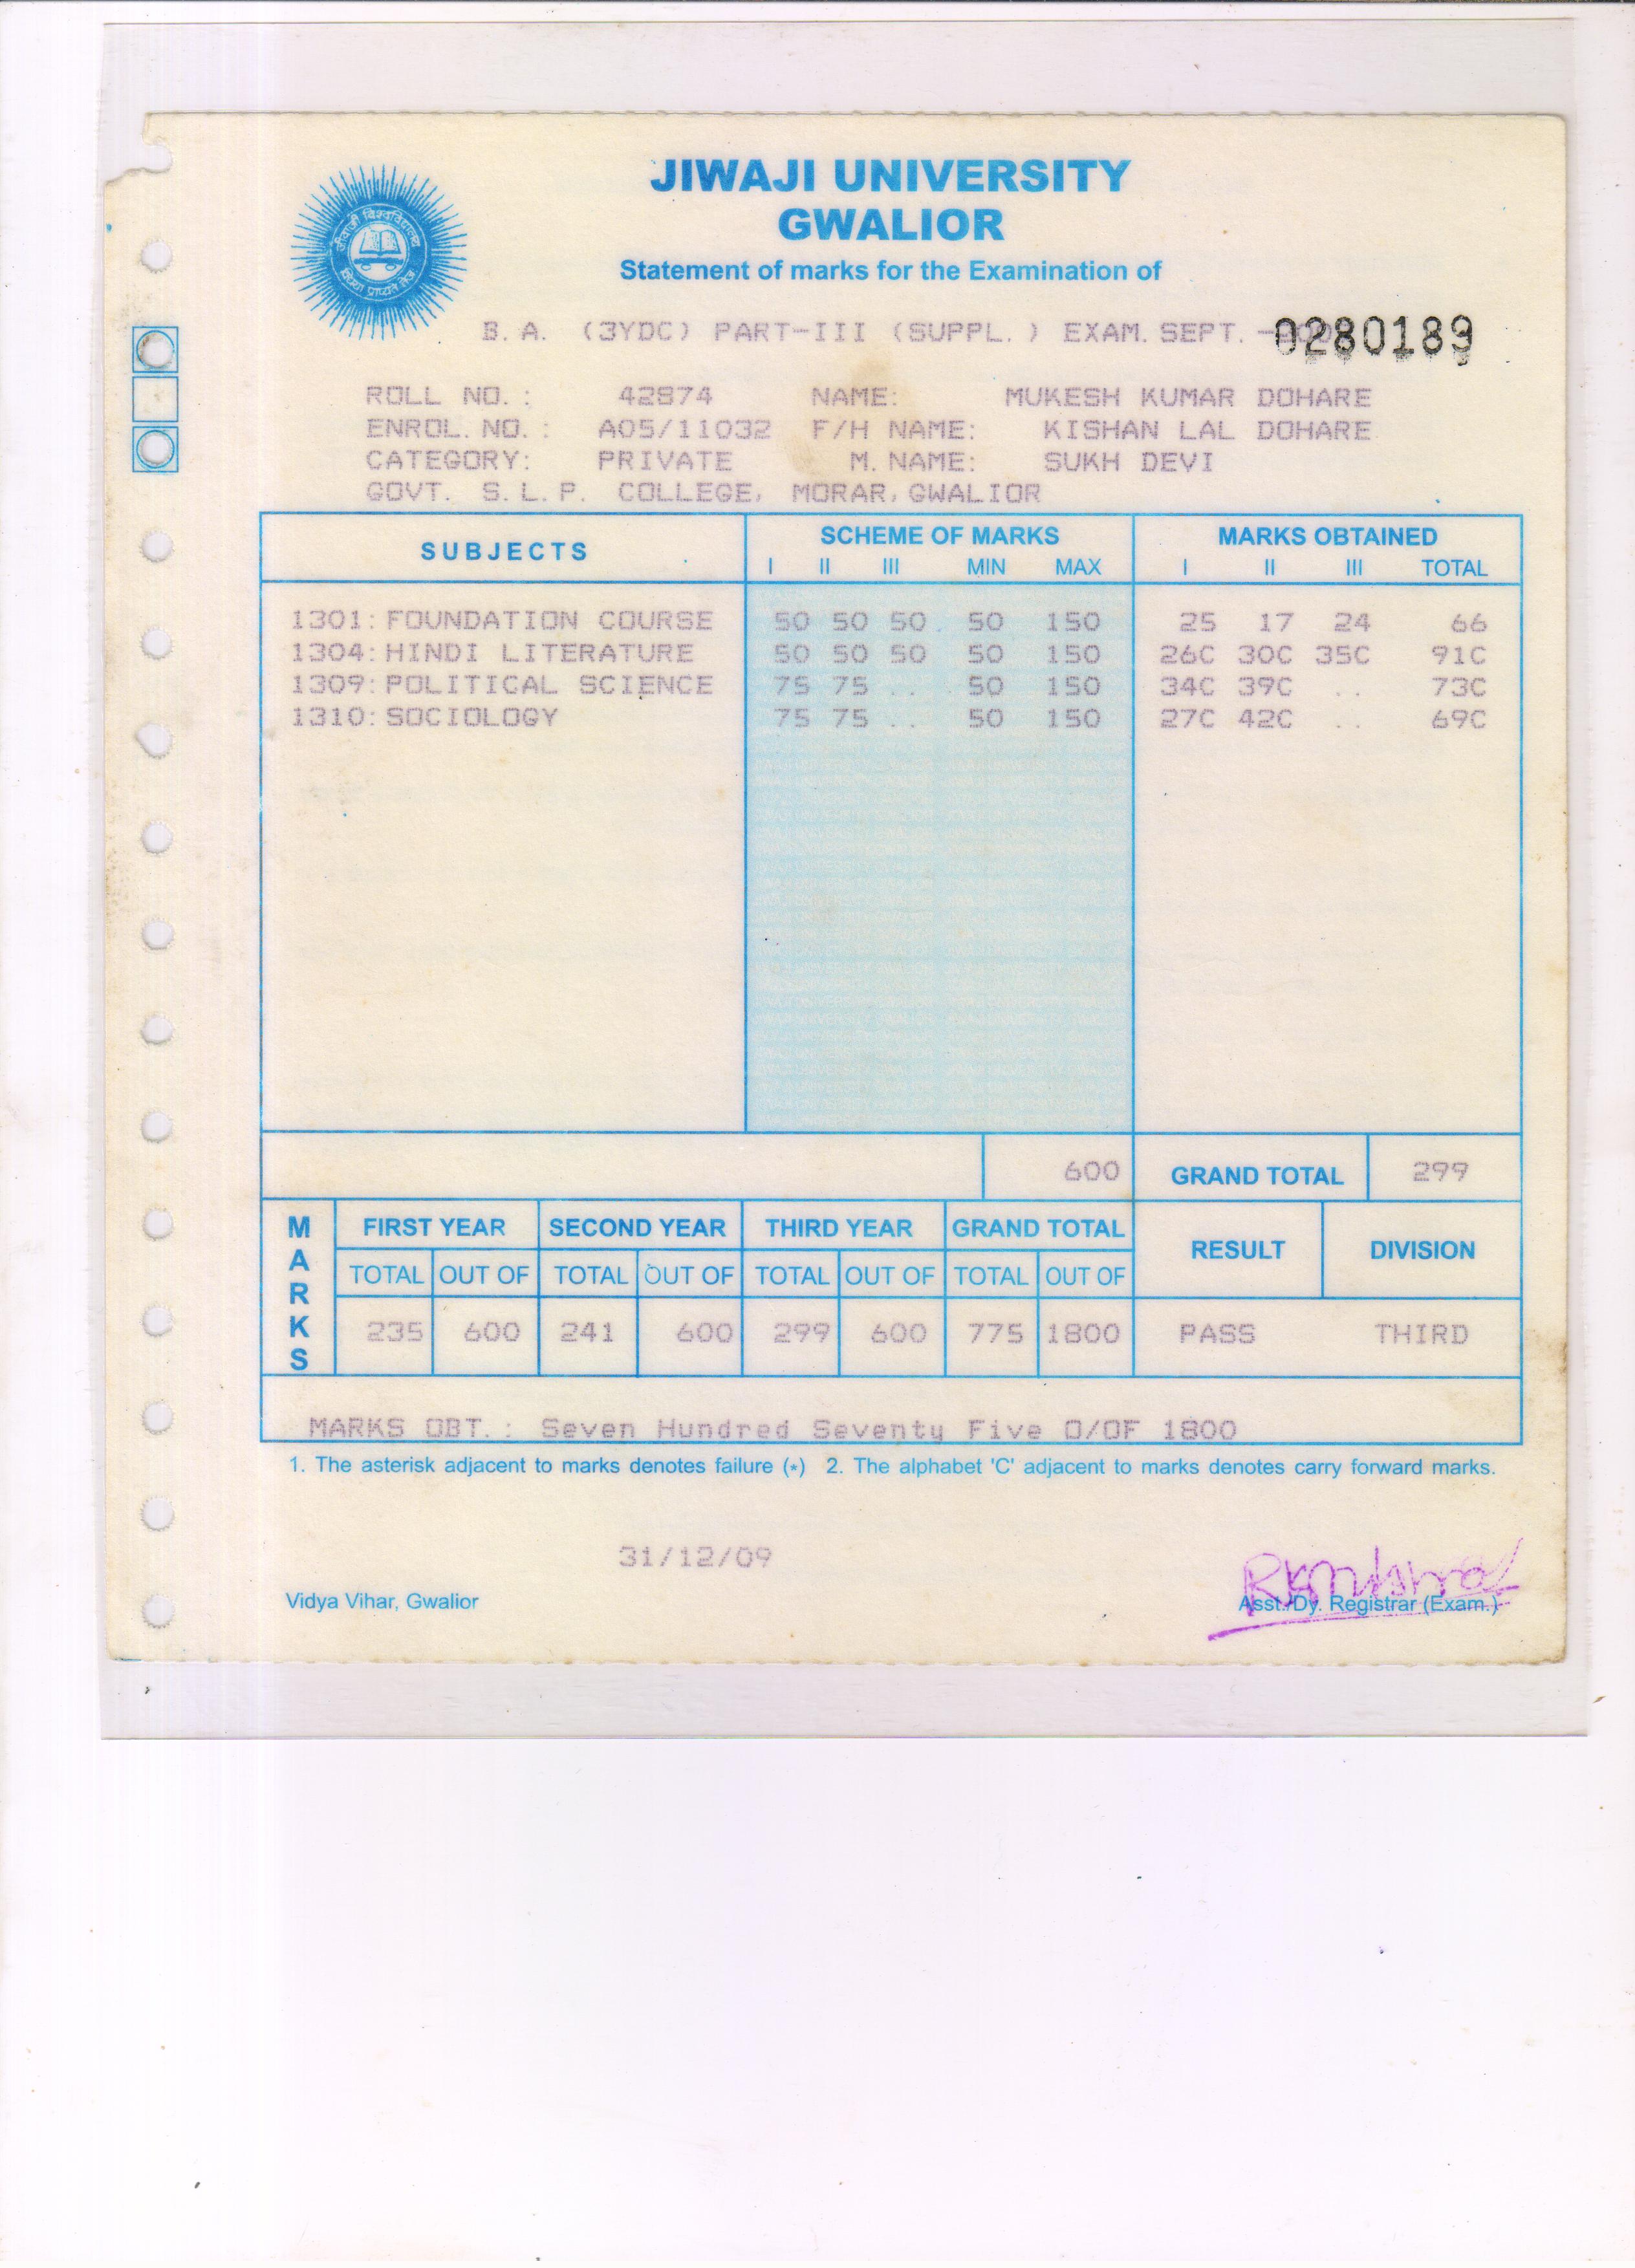 JIWAJI UNIVERSITY
GWALIOR
Statement of marks for the Examination of
जीवाजी विश्वविद्यालय
B. A. (3YDC) PART-III (SUPPL. ) EXAM. SEPT. - 0280189
ROLL NO. : 42874 NAME: MUKESH KUMAR DOHARE
ENROL. NO. : A05/11032 F/H NAME: KISHAN LAL DOHARE
CATEGORY: PRIVATE M. NAME: SUKH DEVI
GOVT. S. L. P. COLLEGE, MORAR, GWALIOR
SUBJECTS SCHEME OF MARKS MARKS OBTAINED
I II III MIN MAX I II III TOTAL
1301: FOUNDATION COURSE 50 50 50 50 150 25 17 24 66
1304: HINDI LITERATURE 50 50 50 50 150 26C 30C 35C 91C
1309: POLITICAL SCIENCE 75 75 .. 50 150 34C 39C .. 73C
1310: SOCIOLOGY 75 75 .. 50 150 27C 42C .. 69C
600 GRAND TOTAL 299
MARKS FIRST YEAR SECOND YEAR THIRD YEAR GRAND TOTAL RESULT DIVISION
TOTAL OUT OF TOTAL OUT OF TOTAL OUT OF TOTAL OUT OF
235 600 241 600 299 600 775 1800 PASS THIRD
MARKS OBT. : Seven Hundred Seventy Five O/OF 1800
1. The asterisk adjacent to marks denotes failure (*) 2. The alphabet 'C' adjacent to marks denotes carry forward marks.
31/12/09
Vidya Vihar, Gwalior
Asst./Dy. Registrar (Exam.)